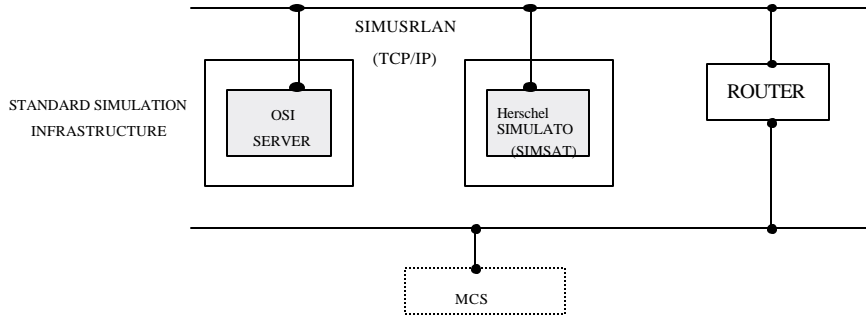 SIMUSRLAN
(TCP/IP)
STANDARD SIMULATION
INFRASTRUCTURE
OSI
SERVER
Herschel
SIMULATO
(SIMSAT)
ROUTER
MCS